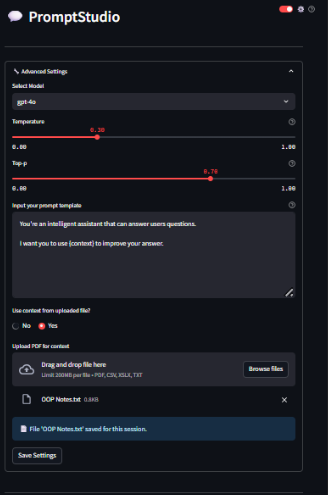 PromptStudio
Advanced Settings
Select Model
gpt-4o
Temperature
0.30
0.00 1.00
Top-p
0.70
0.00 1.00
Input your prompt template
You're an intelligent assistant that can answer users questions.
I want you to use {context} to improve your answer.
Use context from uploaded file?
No Yes
Upload PDF for context
Drag and drop file here
Limit 200MB per file • PDF, CSV, XLSX, TXT
Browse files
OOP Notes.txt 0.8KB
File 'OOP Notes.txt' saved for this session.
Save Settings